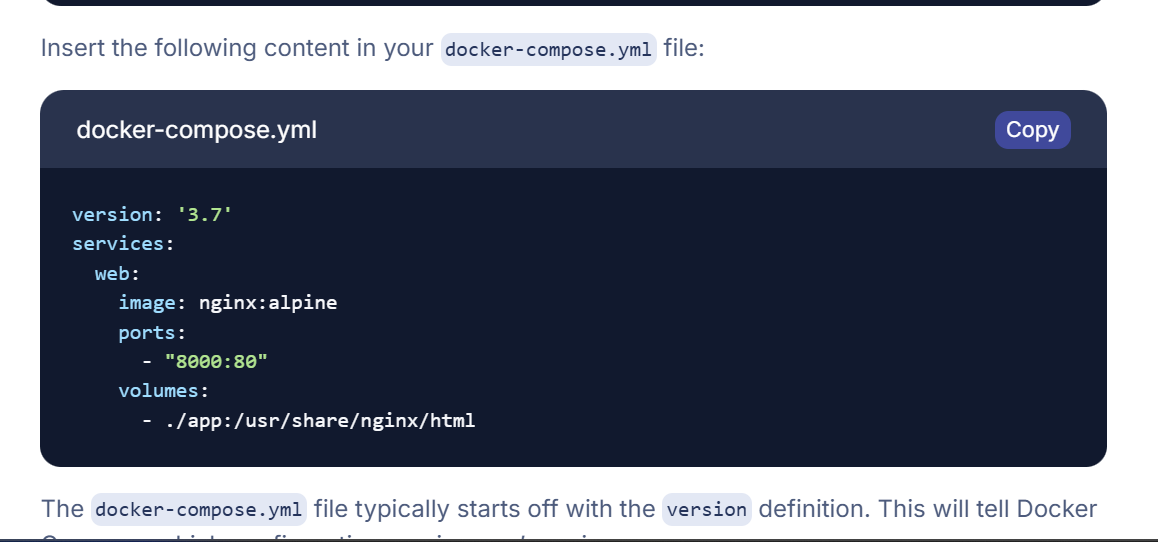 Insert the following content in your docker-compose.yml file:
docker-compose.yml
Copy
version: '3.7'
services:
  web:
    image: nginx:alpine
    ports:
      - "8000:80"
    volumes:
      - ./app:/usr/share/nginx/html
The docker-compose.yml file typically starts off with the version definition. This will tell Docker